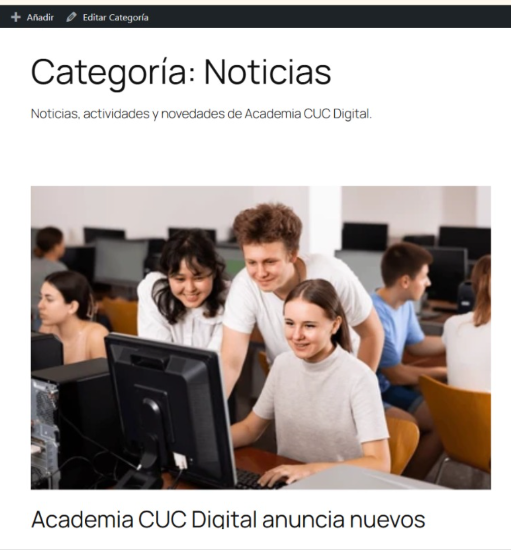 Añadir Editar Categoría
Categoría: Noticias
Noticias, actividades y novedades de Academia CUC Digital.
Academia CUC Digital anuncia nuevos